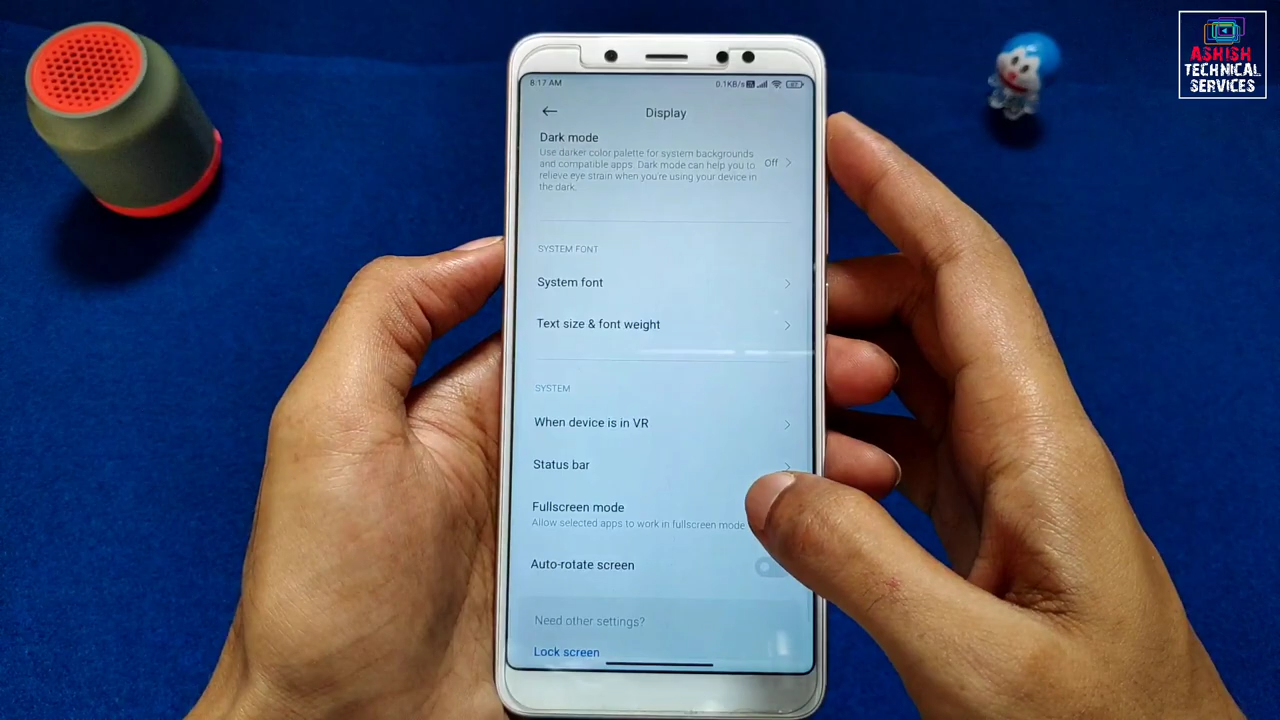 ASHISH
TECHNICAL
SERVICES
8:17 AM
0.1KB/s
Display
Dark mode
Use darker color palette for system backgrounds
and compatible apps. Dark mode can help you to
relieve eye strain when you're using your device in
the dark.
Off
SYSTEM FONT
System font
Text size & font weight
SYSTEM
When device is in VR
Status bar
Fullscreen mode
Allow selected apps to work in fullscreen mode
Auto-rotate screen
Need other settings?
Lock screen